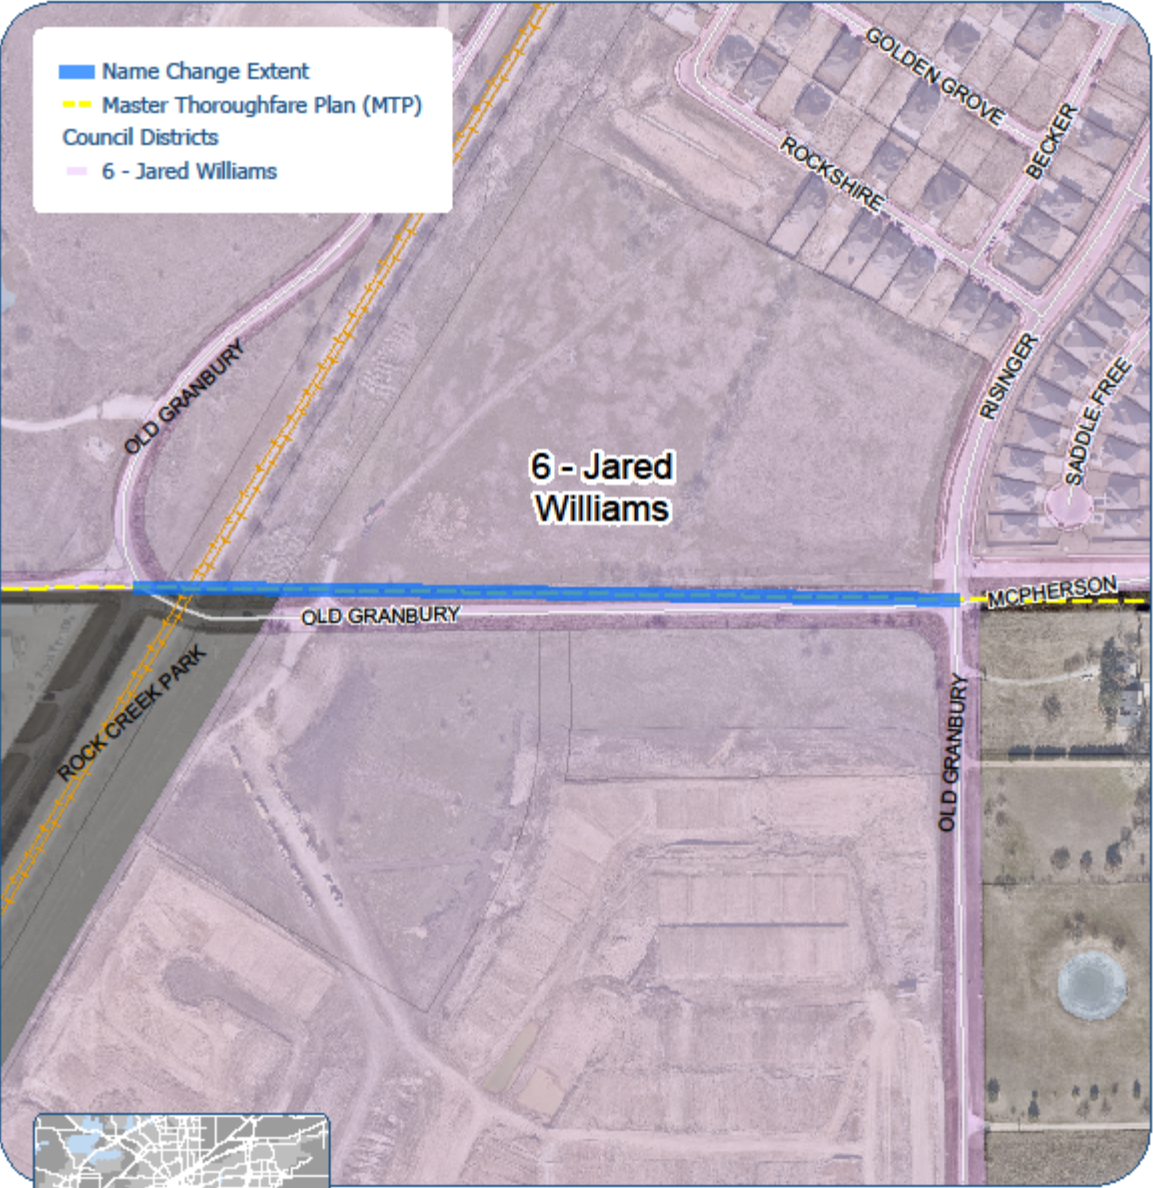 Name Change Extent
Master Thoroughfare Plan (MTP)
Council Districts
6 - Jared Williams
GOLDEN GROVE
BECKER
ROCKSHIRE
OLD GRANBURY
RISINGER
SADDLE FREE
6 - Jared
Williams
MCPHERSON
OLD GRANBURY
ROCK CREEK PARK
OLD GRANBURY